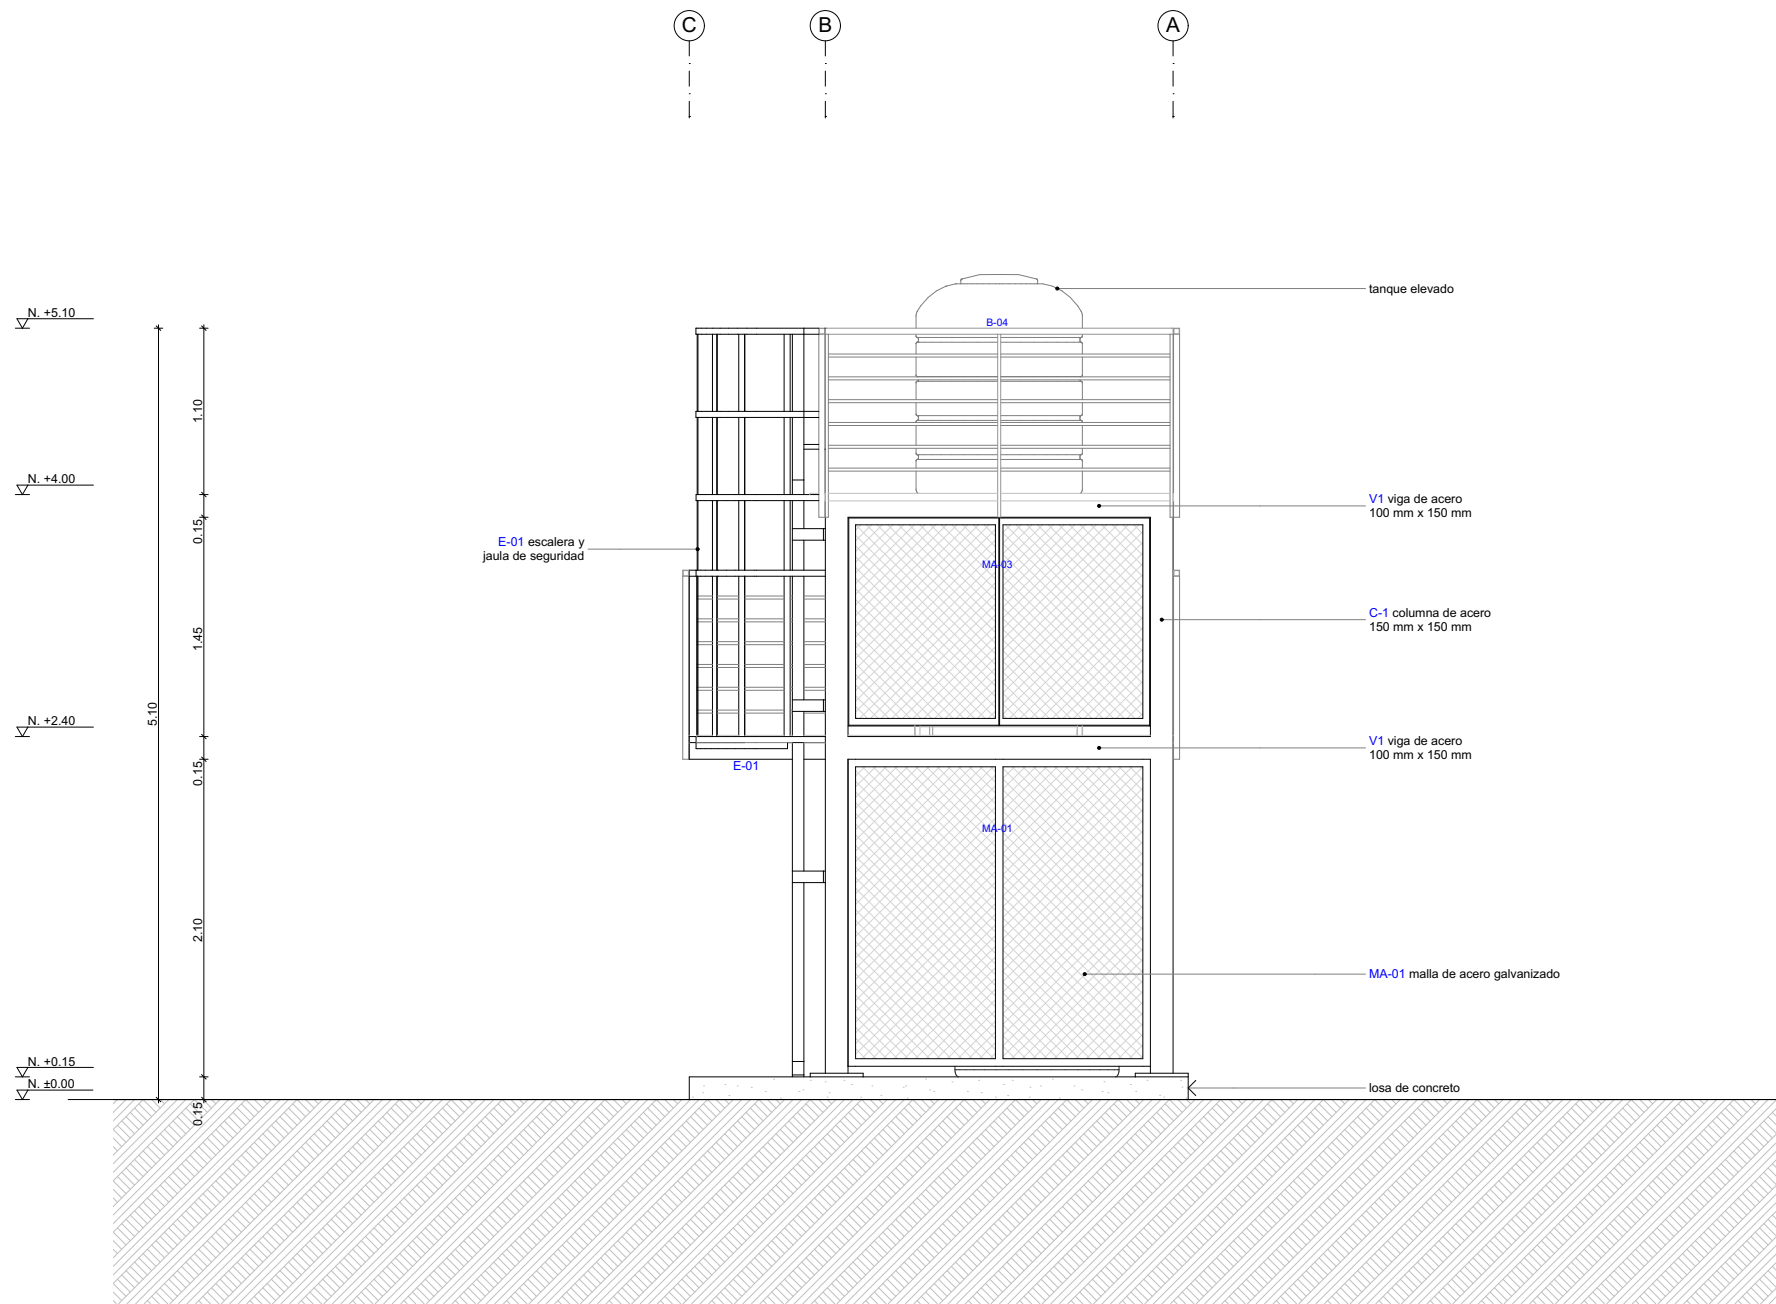 C
B
A
tanque elevado
N. +5.10
B-04
1.10
N. +4.00
V1 viga de acero
100 mm x 150 mm
0.15
E-01 escalera y
jaula de seguridad
MA-03
C-1 columna de acero
150 mm x 150 mm
1.45
5.10
N. +2.40
V1 viga de acero
100 mm x 150 mm
E-01
0.15
MA-01
2.10
MA-01 malla de acero galvanizado
N. +0.15
N. ±0.00
losa de concreto
0.15